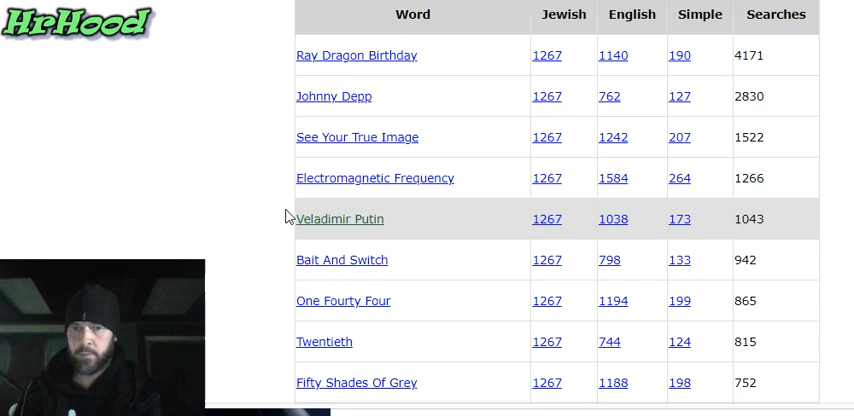 HrHood
Word Jewish English Simple Searches
Ray Dragon Birthday 1267 1140 190 4171
Johnny Depp 1267 762 127 2830
See Your True Image 1267 1242 207 1522
Electromagnetic Frequency 1267 1584 264 1266
Veladimir Putin 1267 1038 173 1043
Bait And Switch 1267 798 133 942
One Fourty Four 1267 1194 199 865
Twentieth 1267 744 124 815
Fifty Shades Of Grey 1267 1188 198 752